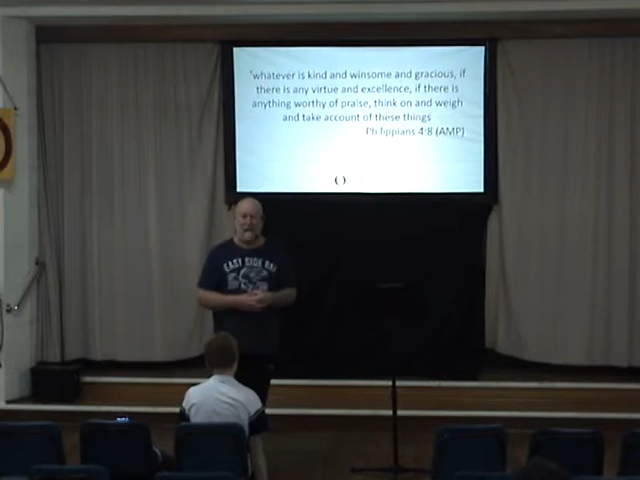 'whatever is kind and winsome and gracious, if
there is any virtue and excellence, if there is
anything worthy of praise, think on and weigh
and take account of these things
Philippians 4:8 (AMP)
( )
EAST SIDE